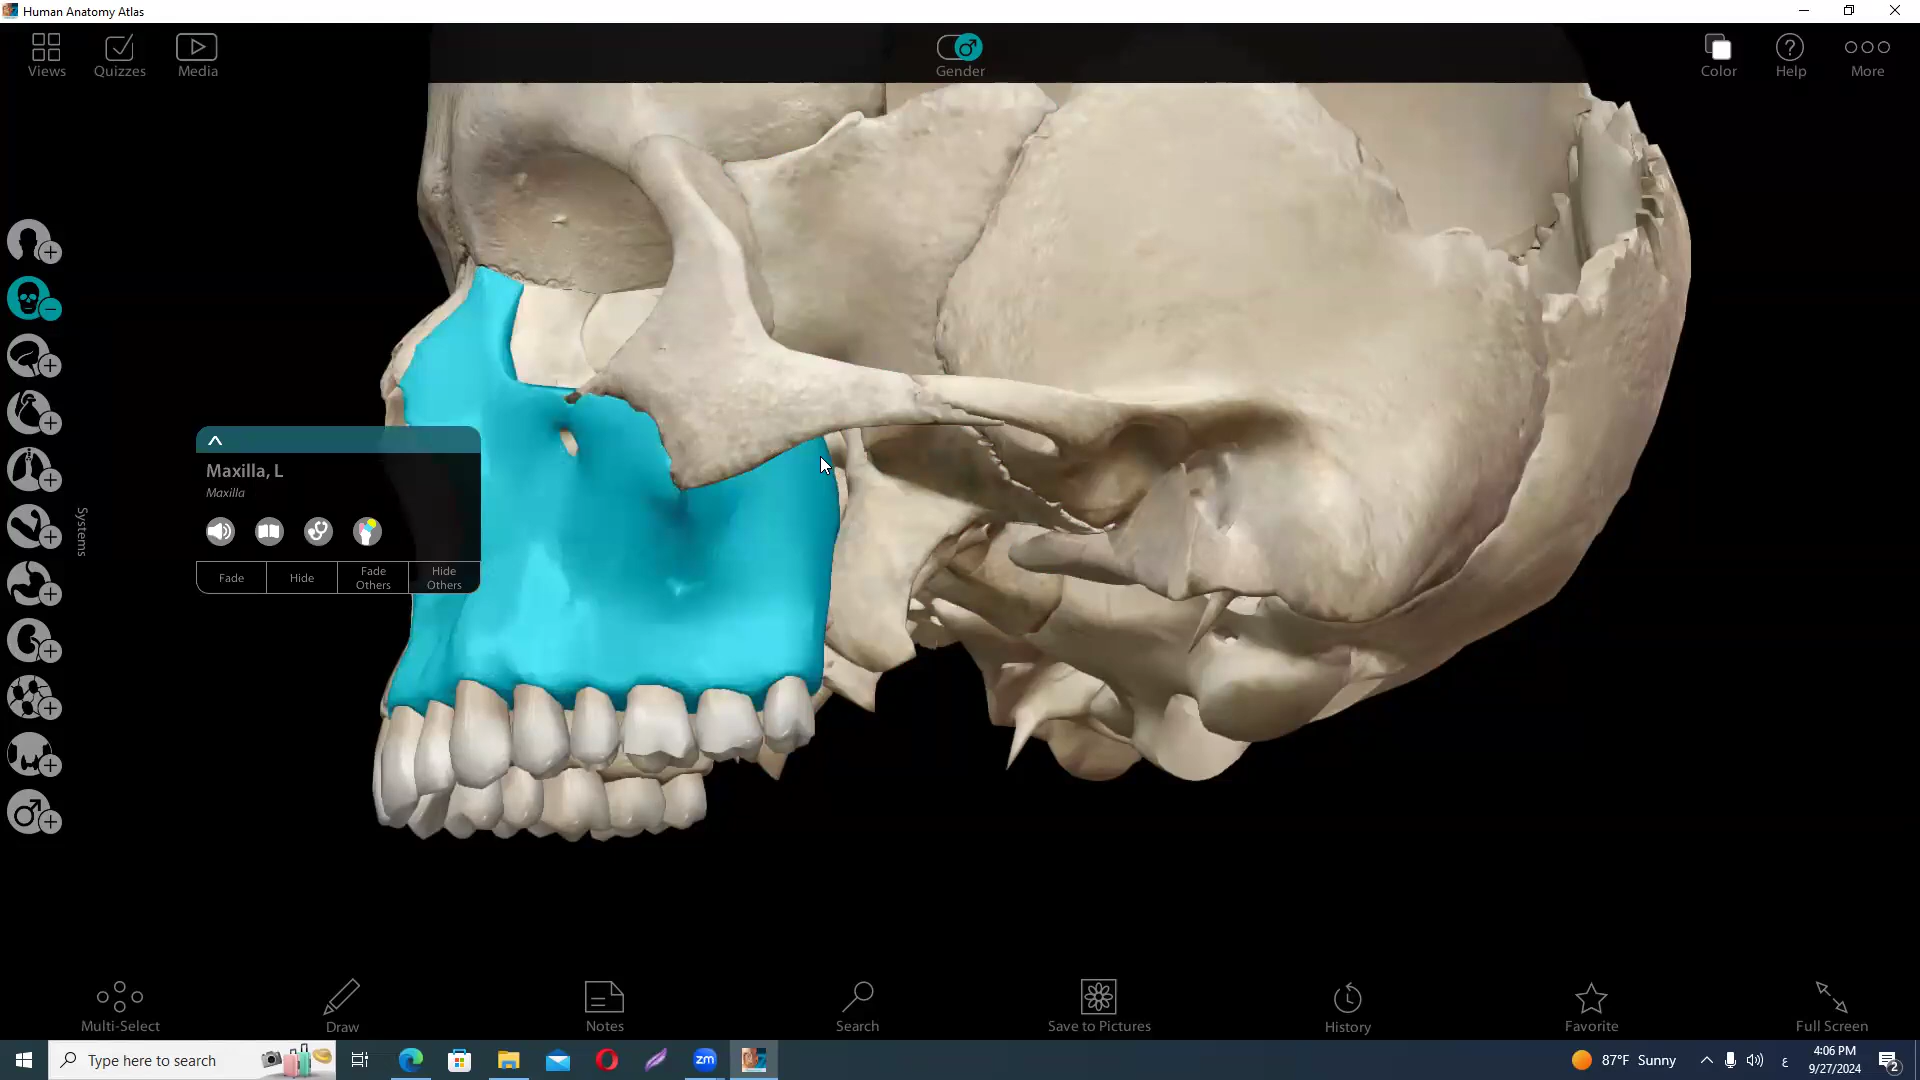 Human Anatomy Atlas
Views
Quizzes
Media
Gender
Color
Help
More
Systems
Maxilla, L
Maxilla
Fade
Hide
Fade Others
Hide Others
Multi-Select
Draw
Notes
Search
Save to Pictures
History
Favorite
Full Screen
Type here to search
zm
87°F Sunny
ع
4:06 PM
9/27/2024
2